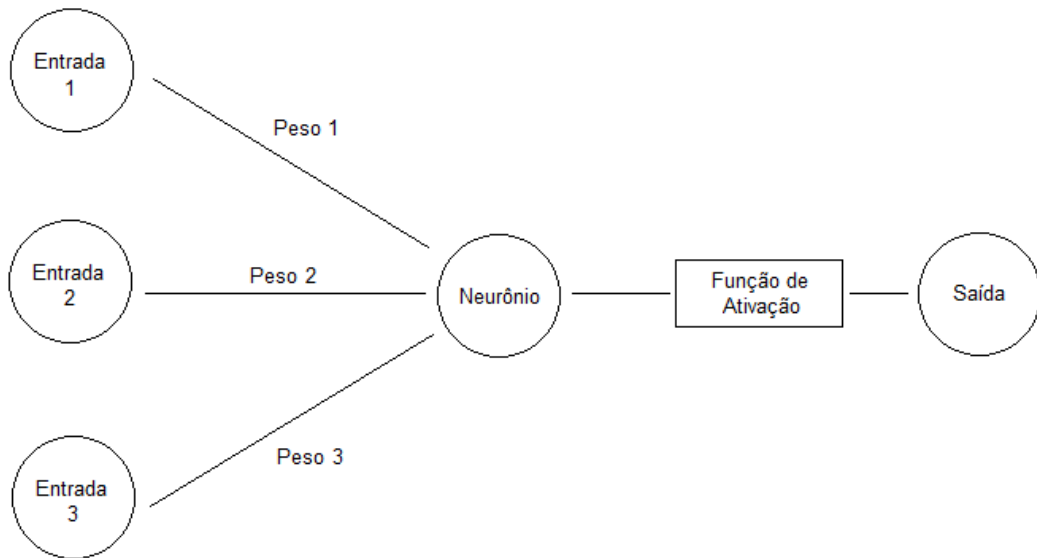 Entrada
1
Peso 1
Entrada
2
Peso 2
Neurônio
Função de
Ativação
Saída
Peso 3
Entrada
3